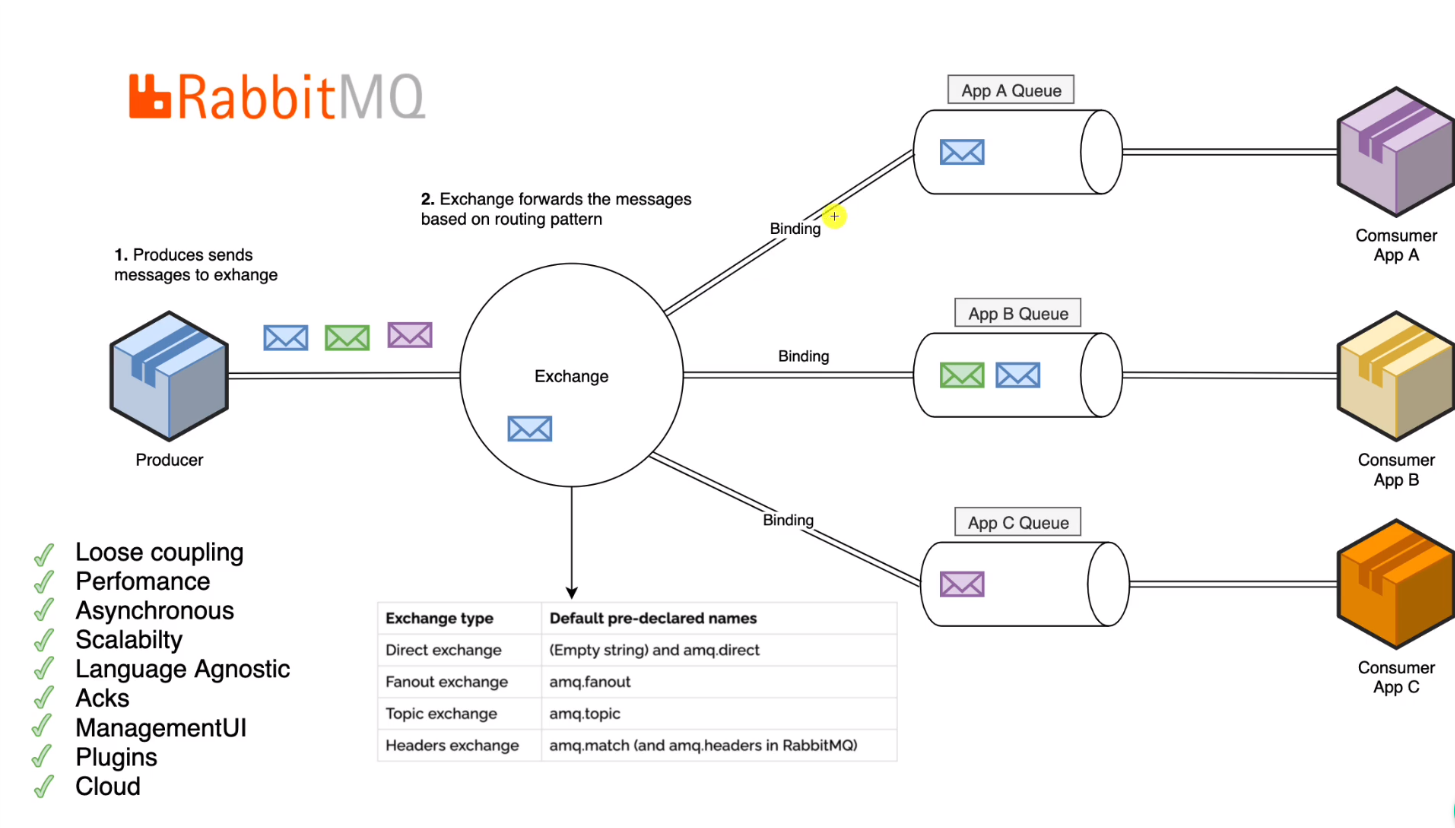 RabbitMQ
App A Queue
2. Exchange forwards the messages
based on routing pattern
Binding
Comsumer
App A
1. Produces sends
messages to exhange
App B Queue
Exchange
Binding
Producer
Consumer
App B
Binding
App C Queue
Consumer
App C
Loose coupling
Perfomance
Asynchronous
Scalabilty
Language Agnostic
Acks
ManagementUI
Plugins
Cloud
Exchange type Default pre-declared names
Direct exchange (Empty string) and amq.direct
Fanout exchange amq.fanout
Topic exchange amq.topic
Headers exchange amq.match (and amq.headers in RabbitMQ)